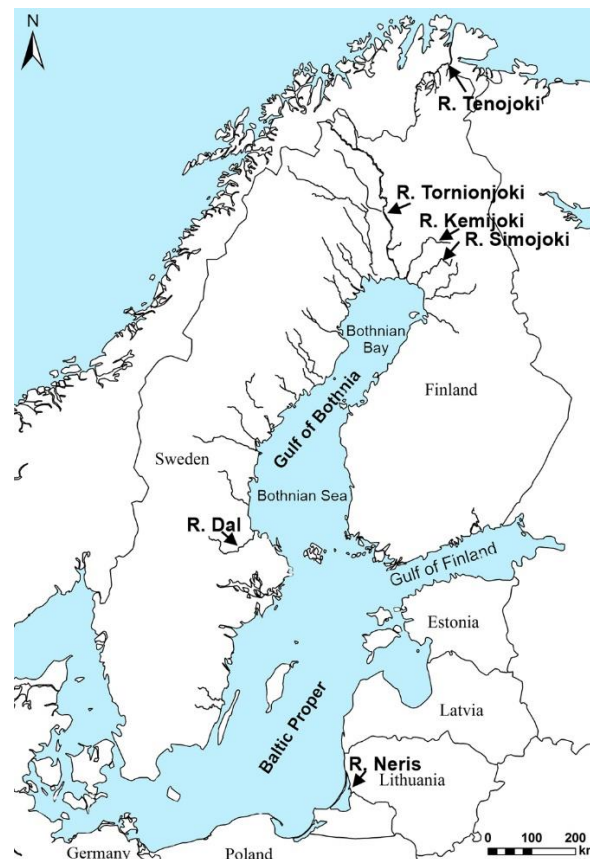 N
R. Tenojoki
R. Tornionjoki
R. Kemijoki
R. Simojoki
Bothnian
Bay
Finland
Gulf of Bothnia
Sweden
Bothnian Sea
R. Dal
Gulf of Finland
Estonia
Latvia
Baltic Proper
R. Neris
Lithuania
0 100 200
km
Germany
Poland